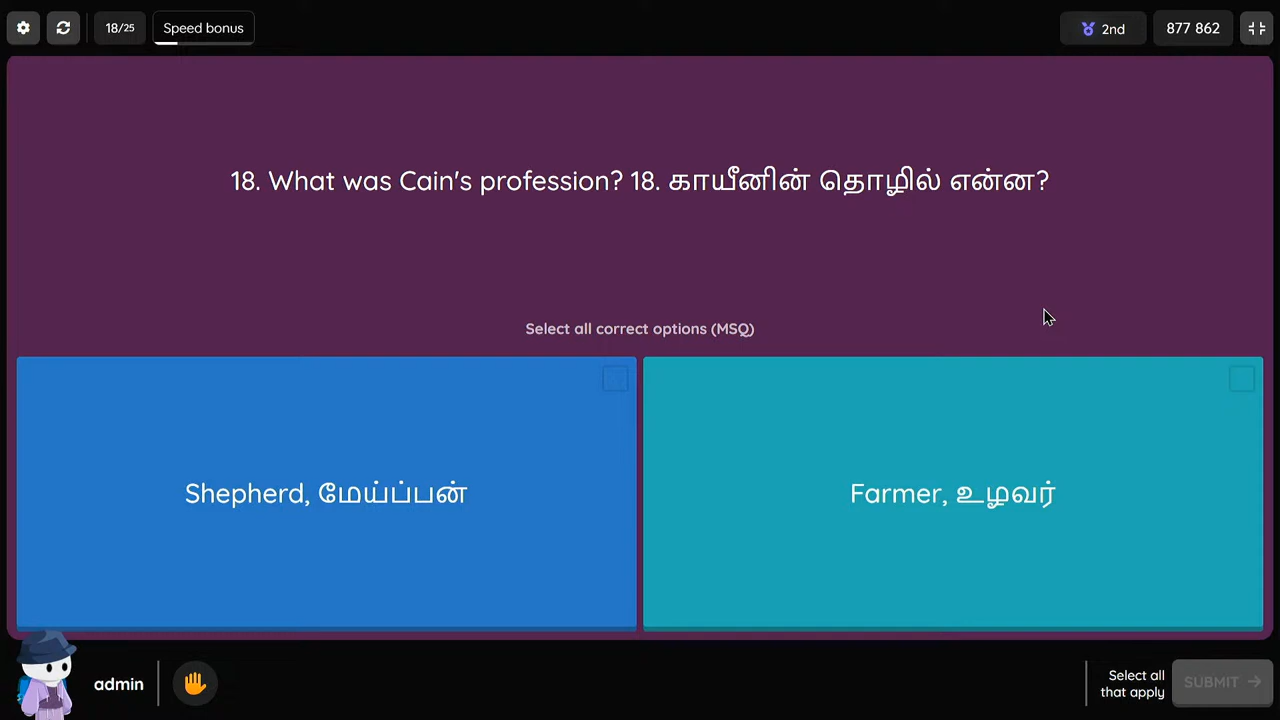 18/25 Speed bonus 2nd 877 862
18. What was Cain's profession? 18. காயீனின் தொழில் என்ன?
Select all correct options (MSQ)
Shepherd, மேய்ப்பன்
Farmer, உழவர்
admin
Select all
that apply
SUBMIT